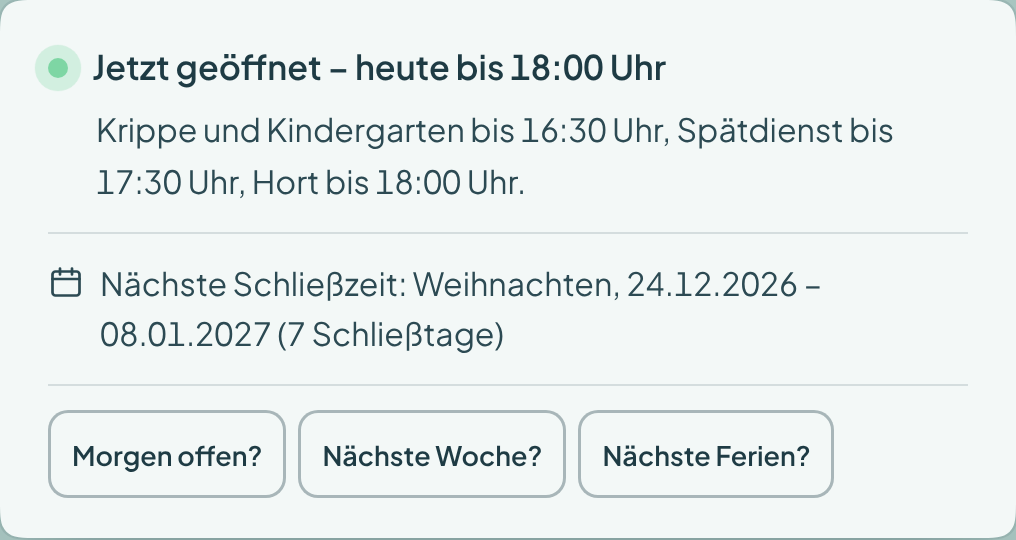 Jetzt geöffnet – heute bis 18:00 Uhr
Krippe und Kindergarten bis 16:30 Uhr, Spätdienst bis
17:30 Uhr, Hort bis 18:00 Uhr.
Nächste Schließzeit: Weihnachten, 24.12.2026 –
08.01.2027 (7 Schließtage)
Morgen offen?
Nächste Woche?
Nächste Ferien?